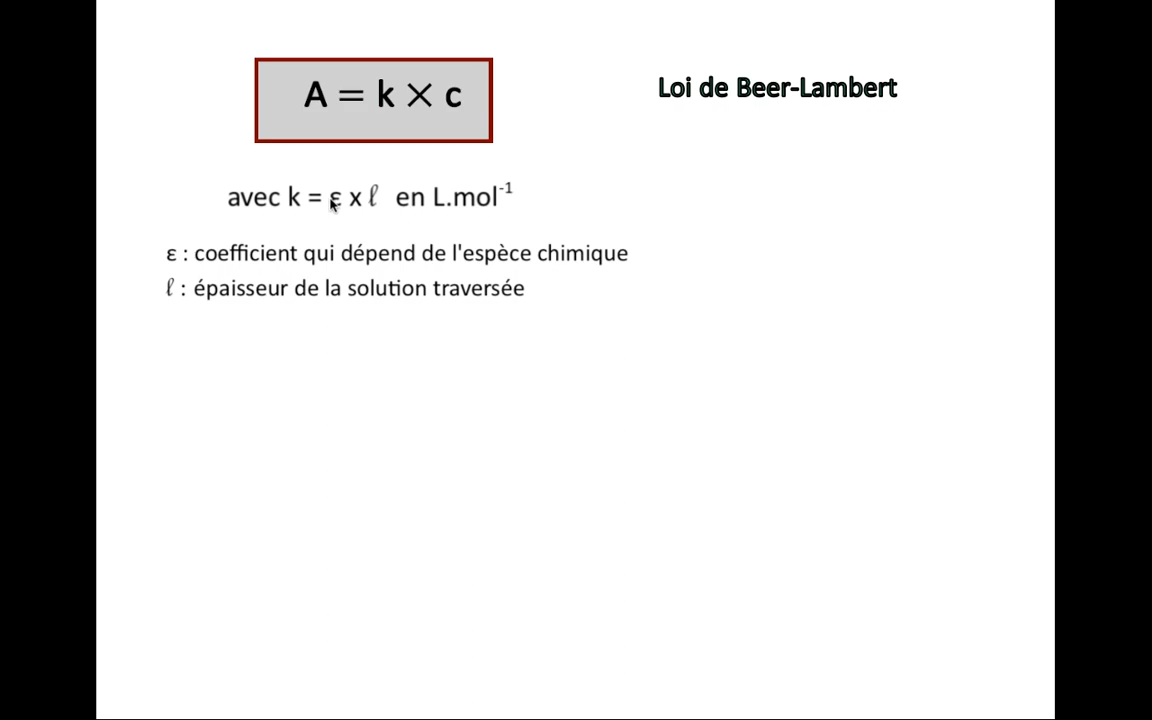 A = k × c
Loi de Beer-Lambert
avec k = ε x ℓ en L.mol⁻¹
ε : coefficient qui dépend de l'espèce chimique
ℓ : épaisseur de la solution traversée